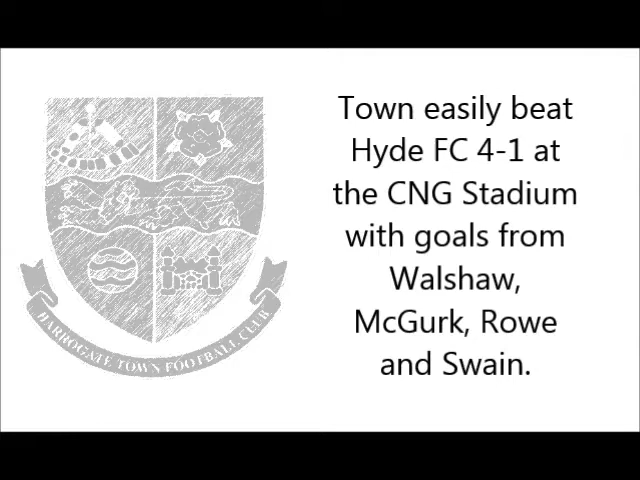 HARROGATE TOWN FOOTBALL CLUB
Town easily beat
Hyde FC 4-1 at
the CNG Stadium
with goals from
Walshaw,
McGurk, Rowe
and Swain.